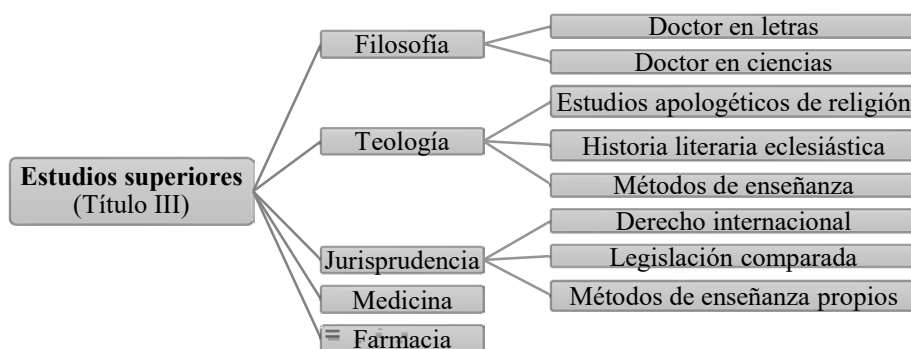 Estudios superiores
(Título III)
Filosofía
Doctor en letras
Doctor en ciencias
Teología
Estudios apologéticos de religión
Historia literaria eclesiástica
Métodos de enseñanza
Jurisprudencia
Derecho internacional
Legislación comparada
Métodos de enseñanza propios
Medicina
Farmacia